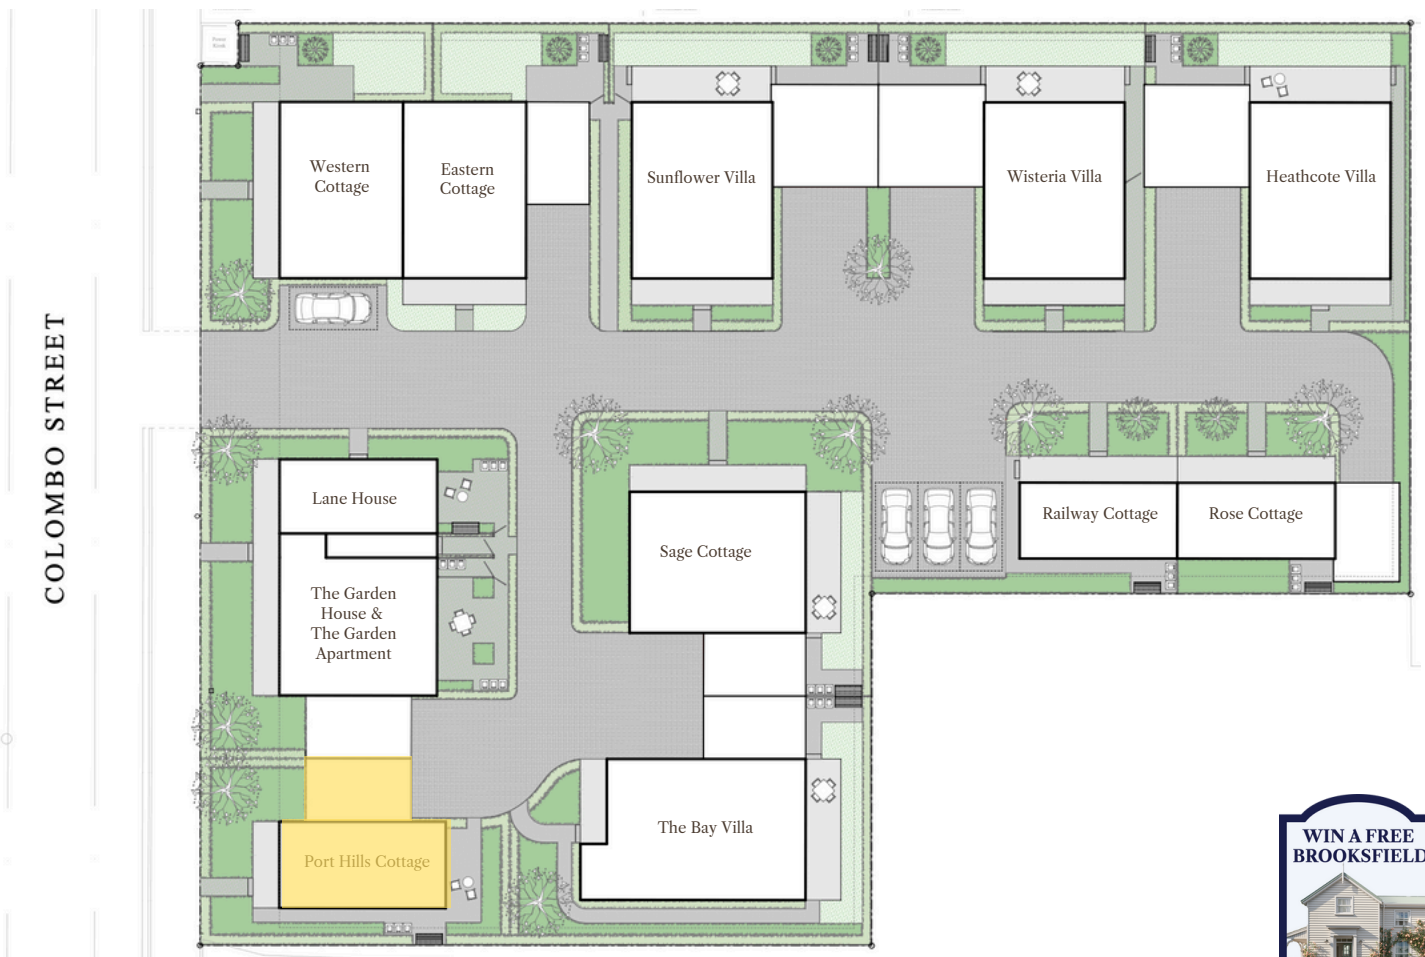 Western
Cottage
Eastern
Cottage
Sunflower Villa
Wisteria Villa
Heathcote Villa
COLOMBO STREET
Lane House
The Garden
House &
The Garden
Apartment
Sage Cottage
Railway Cottage
Rose Cottage
Port Hills Cottage
The Bay Villa
WIN A FREE
BROOKSFIELD